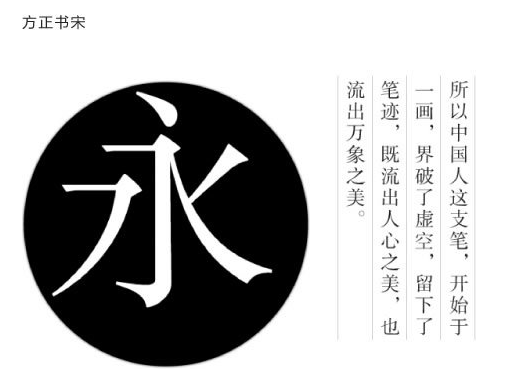 方正书宋
永
所以中国人这支笔，开始于
一画，界破了虚空，留下了
笔迹，既流出人心之美，也
流出万象之美。